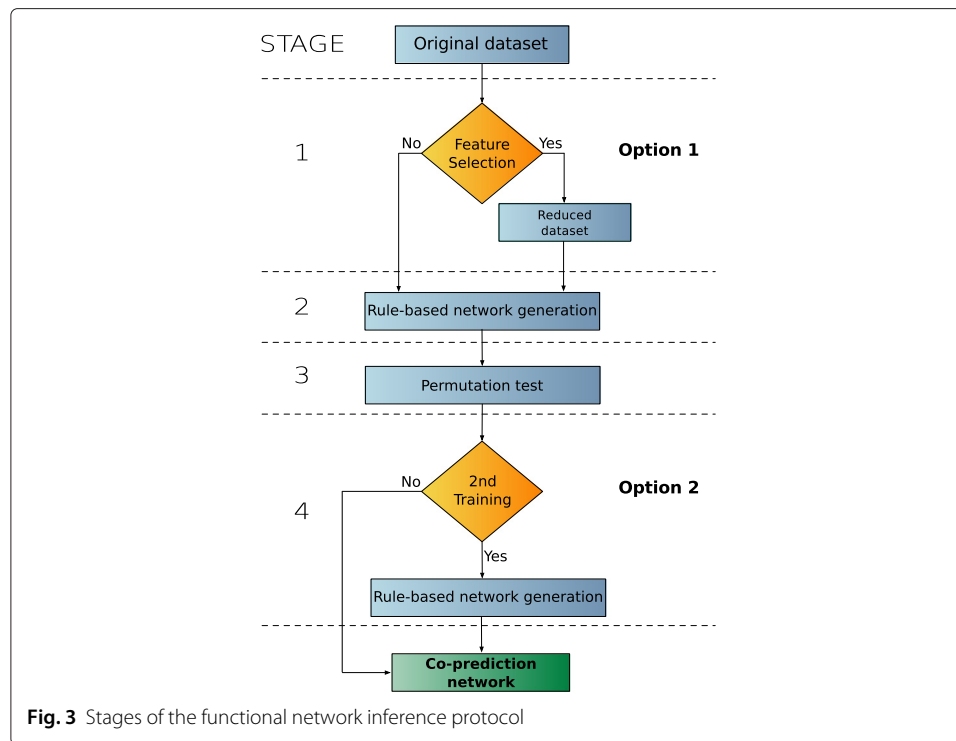 STAGE
Original dataset
1
No
Feature
Selection
Yes
Option 1
Reduced
dataset
2
Rule-based network generation
3
Permutation test
4
No
2nd
Training
Option 2
Yes
Rule-based network generation
Co-prediction
network
Fig. 3 Stages of the functional network inference protocol